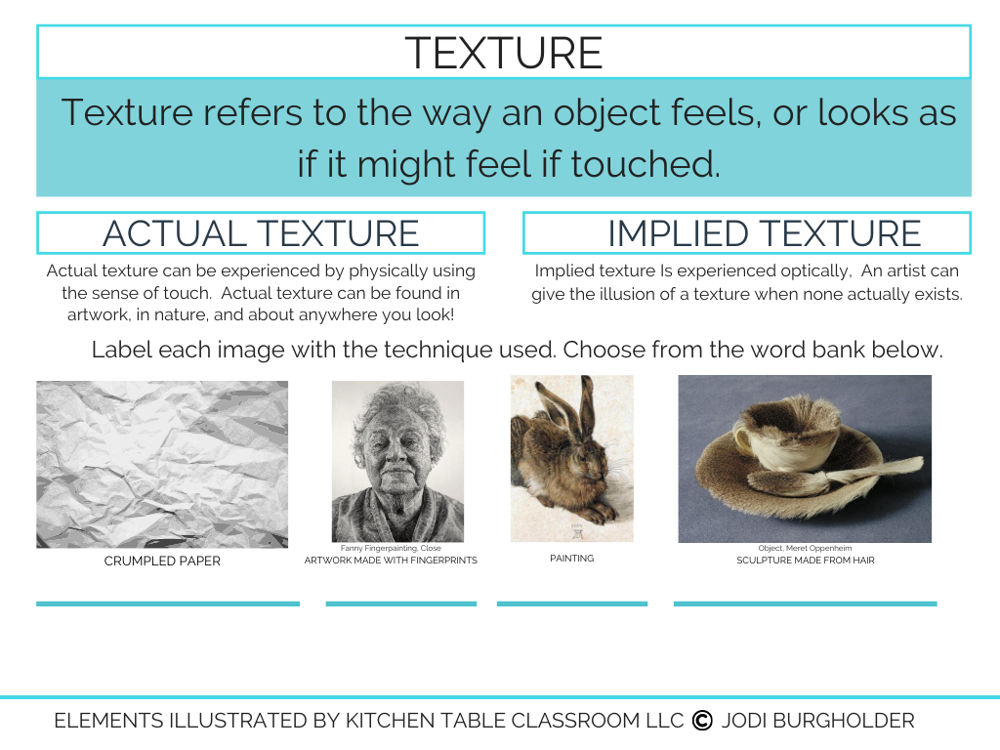 TEXTURE
Texture refers to the way an object feels, or looks as
if it might feel if touched.
ACTUAL TEXTURE
IMPLIED TEXTURE
Actual texture can be experienced by physically using
the sense of touch.  Actual texture can be found in
artwork, in nature, and about anywhere you look!
Implied texture Is experienced optically,  An artist can
give the illusion of a texture when none actually exists.
Label each image with the technique used. Choose from the word bank below.
CRUMPLED PAPER
Fanny Fingerpainting, Close
ARTWORK MADE WITH FINGERPRINTS
PAINTING
Object, Meret Oppenheim
SCULPTURE MADE FROM HAIR
ELEMENTS ILLUSTRATED BY KITCHEN TABLE CLASSROOM LLC © JODI BURGHOLDER